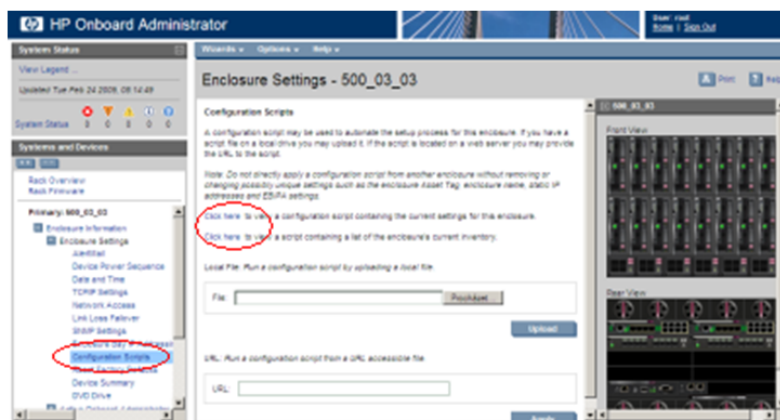 HP Onboard Administrator
User: root
Home | Sign Out
System Status
Wizards Options Help
View Legend ...
Updated Tue Feb 24 2009, 08:14:49
System Status 0 0 0 0 0
Systems and Devices
Rack Overview
Rack Firmware
Primary: 500_03_03
Enclosure Information
Enclosure Settings
AlertMail
Device Power Sequence
Date and Time
TCP/IP Settings
Network Access
Link Loss Failover
SNMP Settings
Configuration Scripts
Device Summary
DVD Drive
Enclosure Settings - 500_03_03
Print
Help
Configuration Scripts
A configuration script may be used to automate the setup process for this enclosure. If you have a
script file on a local drive you may upload it. If the script is located on a web server you may provide
the URL to the script.
Note: Do not directly apply a configuration script from another enclosure without removing or
changing possibly unique settings such as the enclosure Asset Tag, enclosure name, static IP
addresses and EBIPA settings.
Click here to view a configuration script containing the current settings for this enclosure.
Click here to view a script containing a list of the enclosure's current inventory.
Local File: Run a configuration script by uploading a local file.
File:
Upload
URL: Run a configuration script from a URL accessible file.
URL:
Apply
500_03_03
Front View
Rear View